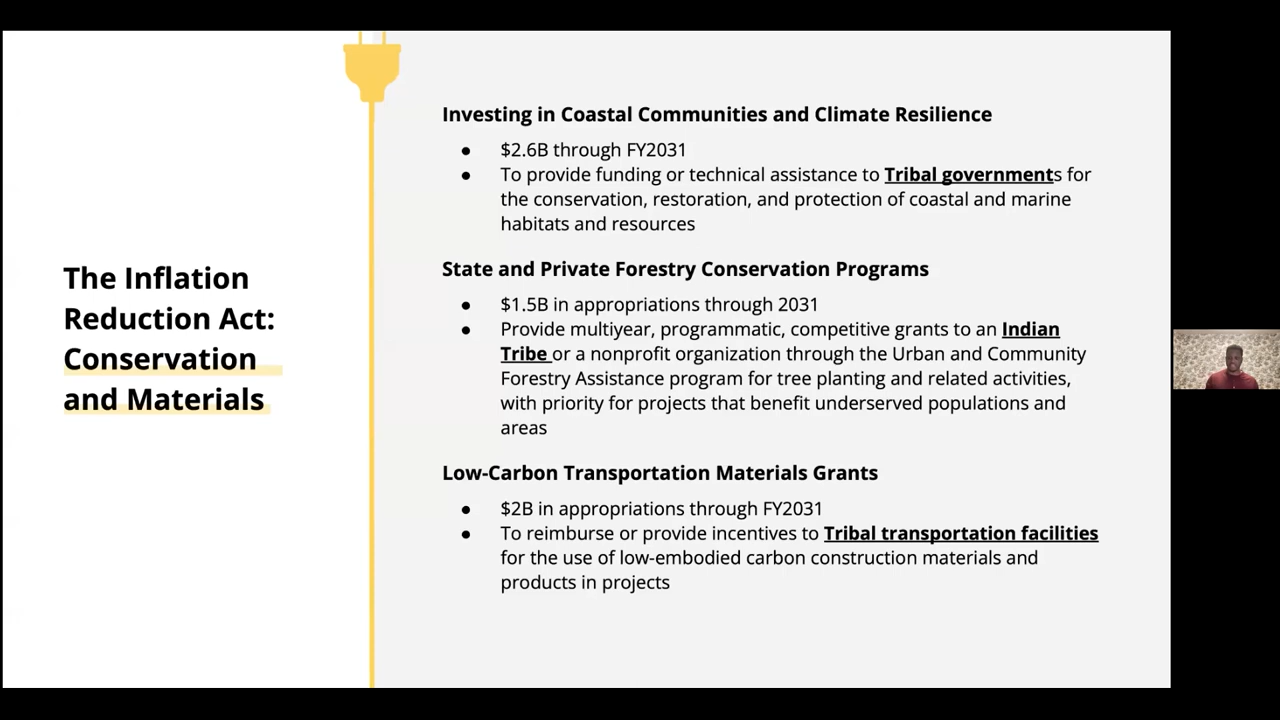 The Inflation
Reduction Act:
Conservation
and Materials
Investing in Coastal Communities and Climate Resilience
● $2.6B through FY2031
● To provide funding or technical assistance to Tribal governments for
the conservation, restoration, and protection of coastal and marine
habitats and resources
State and Private Forestry Conservation Programs
● $1.5B in appropriations through 2031
● Provide multiyear, programmatic, competitive grants to an Indian
Tribe or a nonprofit organization through the Urban and Community
Forestry Assistance program for tree planting and related activities,
with priority for projects that benefit underserved populations and
areas
Low-Carbon Transportation Materials Grants
● $2B in appropriations through FY2031
● To reimburse or provide incentives to Tribal transportation facilities
for the use of low-embodied carbon construction materials and
products in projects